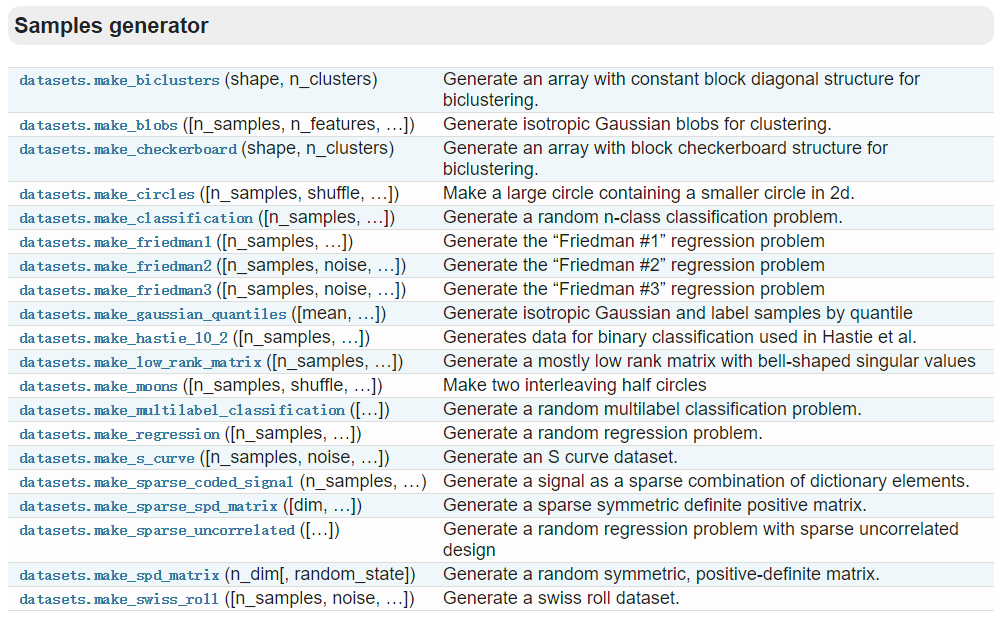 Samples generator
datasets.make_biclusters (shape, n_clusters) Generate an array with constant block diagonal structure for
biclustering.
datasets.make_blobs ([n_samples, n_features, …]) Generate isotropic Gaussian blobs for clustering.
datasets.make_checkerboard (shape, n_clusters) Generate an array with block checkerboard structure for
biclustering.
datasets.make_circles ([n_samples, shuffle, …]) Make a large circle containing a smaller circle in 2d.
datasets.make_classification ([n_samples, …]) Generate a random n-class classification problem.
datasets.make_friedman1 ([n_samples, …]) Generate the “Friedman #1” regression problem
datasets.make_friedman2 ([n_samples, noise, …]) Generate the “Friedman #2” regression problem
datasets.make_friedman3 ([n_samples, noise, …]) Generate the “Friedman #3” regression problem
datasets.make_gaussian_quantiles ([mean, …]) Generate isotropic Gaussian and label samples by quantile
datasets.make_hastie_10_2 ([n_samples, …]) Generates data for binary classification used in Hastie et al.
datasets.make_low_rank_matrix ([n_samples, …]) Generate a mostly low rank matrix with bell-shaped singular values
datasets.make_moons ([n_samples, shuffle, …]) Make two interleaving half circles
datasets.make_multilabel_classification ([…]) Generate a random multilabel classification problem.
datasets.make_regression ([n_samples, …]) Generate a random regression problem.
datasets.make_s_curve ([n_samples, noise, …]) Generate an S curve dataset.
datasets.make_sparse_coded_signal (n_samples, …) Generate a signal as a sparse combination of dictionary elements.
datasets.make_sparse_spd_matrix ([dim, …]) Generate a sparse symmetric definite positive matrix.
datasets.make_sparse_uncorrelated ([…]) Generate a random regression problem with sparse uncorrelated
design
datasets.make_spd_matrix (n_dim[, random_state]) Generate a random symmetric, positive-definite matrix.
datasets.make_swiss_roll ([n_samples, noise, …]) Generate a swiss roll dataset.